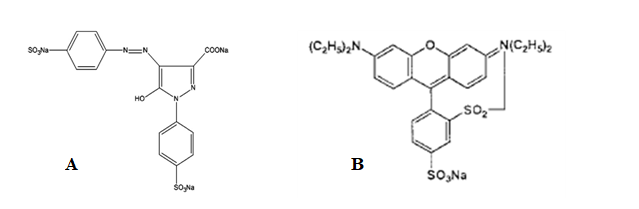 SO₃Na
N=N
COONa
HO
N
N
SO₃Na
A
(C₂H₅)₂N
O
N(C₂H₅)₂
SO₂
SO₃Na
B